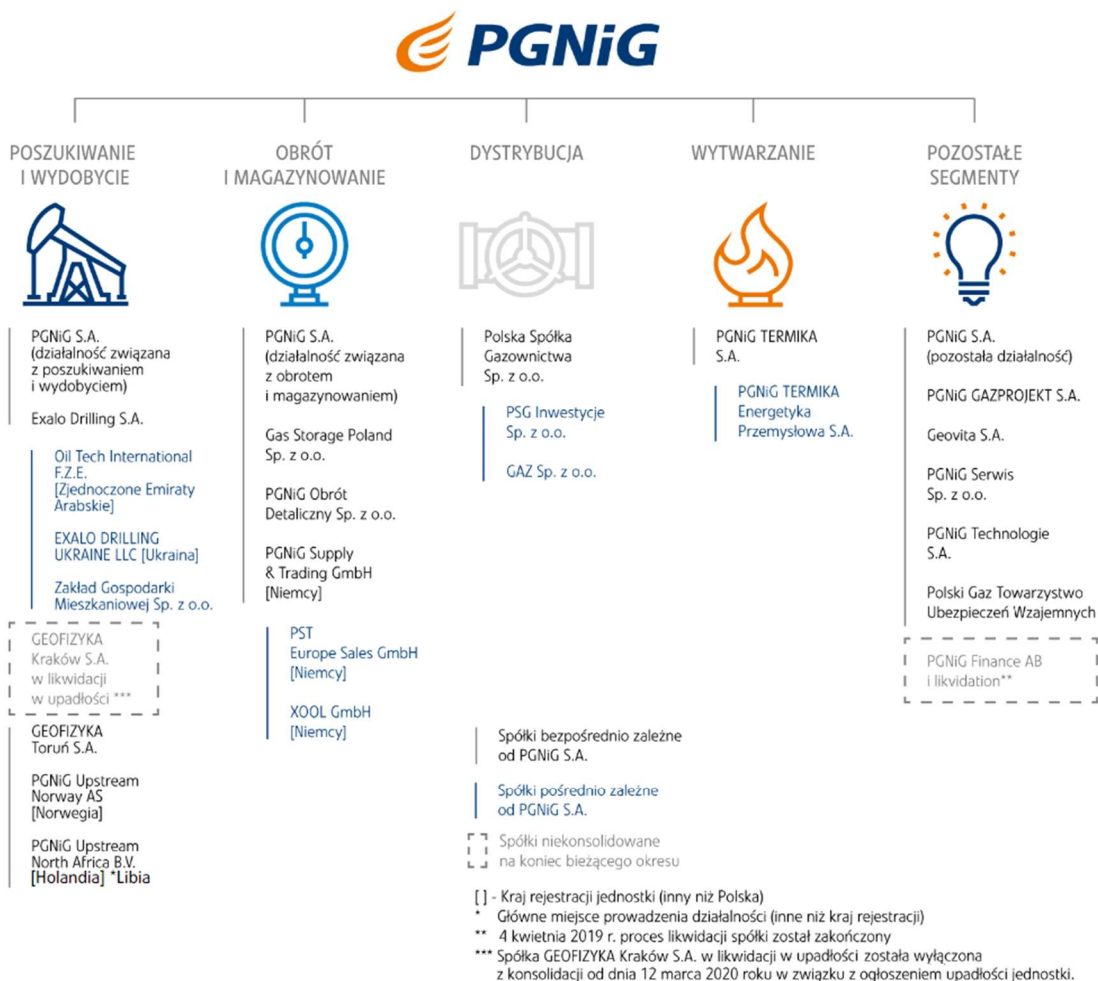 PGNiG
POSZUKIWANIE
I WYDOBYCIE
PGNiG S.A.
(działalność związana
z poszukiwaniem
i wydobyciem)
Exalo Drilling S.A.
Oil Tech International
F.Z.E.
[Zjednoczone Emiraty
Arabskie]
EXALO DRILLING
UKRAINE LLC [Ukraina]
Zakład Gospodarki
Mieszkaniowej Sp. z o.o.
GEOFIZYKA
Kraków S.A.
w likwidacji
w upadłości ***
GEOFIZYKA
Toruń S.A.
PGNiG Upstream
Norway AS
[Norwegia]
PGNiG Upstream
North Africa B.V.
[Holandia] *Libia
OBRÓT
I MAGAZYNOWANIE
PGNiG S.A.
(działalność związana
z obrotem
i magazynowaniem)
Gas Storage Poland
Sp. z o.o.
PGNiG Obrót
Detaliczny Sp. z o.o.
PGNiG Supply
& Trading GmbH
[Niemcy]
PST
Europe Sales GmbH
[Niemcy]
XOOL GmbH
[Niemcy]
DYSTRYBUCJA
Polska Spółka
Gazownictwa
Sp. z o.o.
PSG Inwestycje
Sp. z o.o.
GAZ Sp. z o.o.
WYTWARZANIE
PGNiG TERMIKA
S.A.
PGNiG TERMIKA
Energetyka
Przemysłowa S.A.
POZOSTAŁE
SEGMENTY
PGNiG S.A.
(pozostała działalność)
PGNiG GAZPROJEKT S.A.
Geovita S.A.
PGNiG Serwis
Sp. z o.o.
PGNiG Technologie
S.A.
Polski Gaz Towarzystwo
Ubezpieczeń Wzajemnych
PGNiG Finance AB
i likvidation**
Spółki bezpośrednio zależne
od PGNiG S.A.
Spółki pośrednio zależne
od PGNiG S.A.
Spółki niekonsolidowane
na koniec bieżącego okresu
[ ] - Kraj rejestracji jednostki (inny niż Polska)
* Główne miejsce prowadzenia działalności (inne niż kraj rejestracji)
** 4 kwietnia 2019 r. proces likwidacji spółki został zakończony
*** Spółka GEOFIZYKA Kraków S.A. w likwidacji w upadłości została wyłączona
z konsolidacji od dnia 12 marca 2020 roku w związku z ogłoszeniem upadłości jednostki.